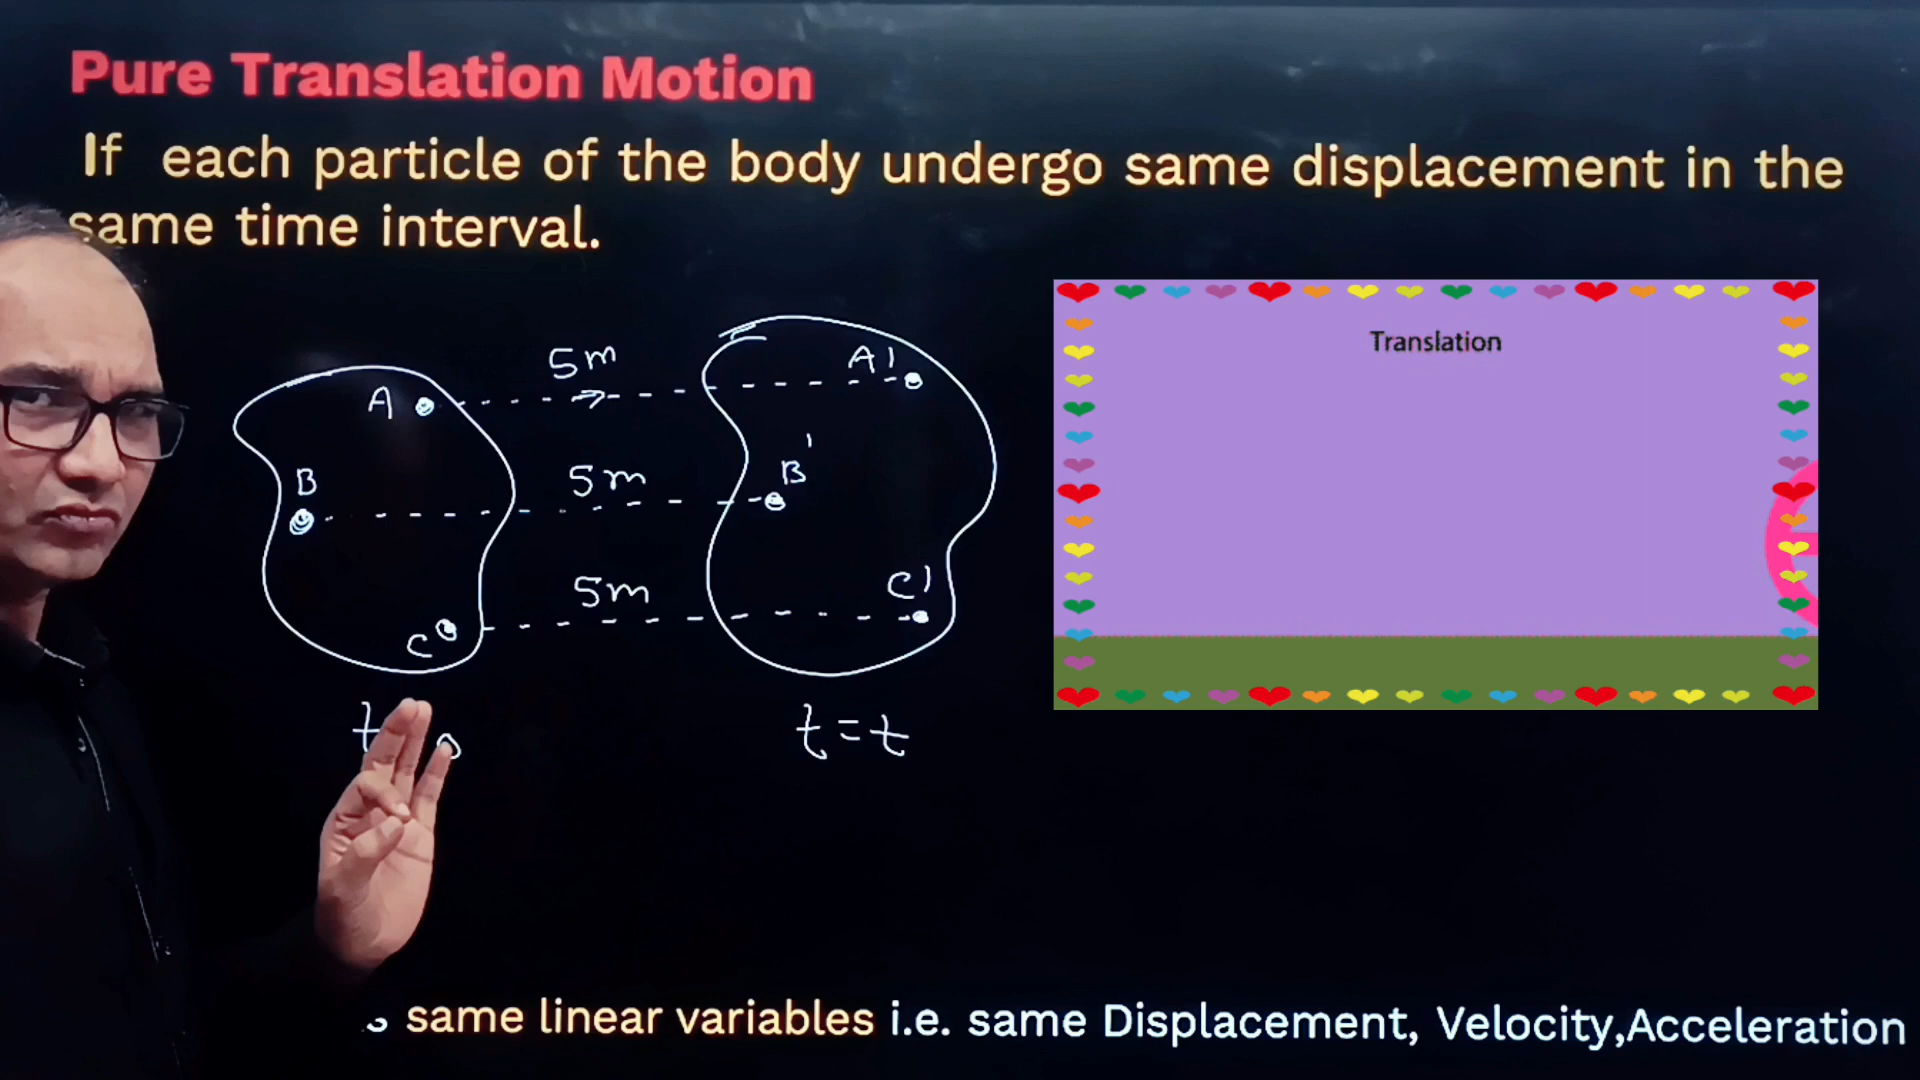 Pure Translation Motion
If each particle of the body undergo same displacement in the
same time interval.
Translation
5m
A
A'
5m
B
B'
5m
C
C'
t 0
t = t
same linear variables i.e. same Displacement, Velocity,Acceleration